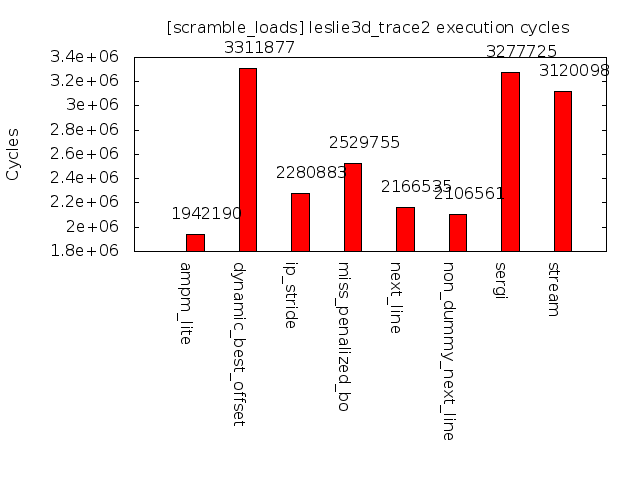 [scramble_loads] leslie3d_trace2 execution cycles
Cycles
3.4e+06
3.2e+06
3e+06
2.8e+06
2.6e+06
2.4e+06
2.2e+06
2e+06
1.8e+06
1942190
3311877
2280883
2529755
2166535
2106561
3277725
3120098
ampm_lite
dynamic_best_offset
ip_stride
miss_penalized_bo
next_line
non_dummy_next_line
sergi
stream